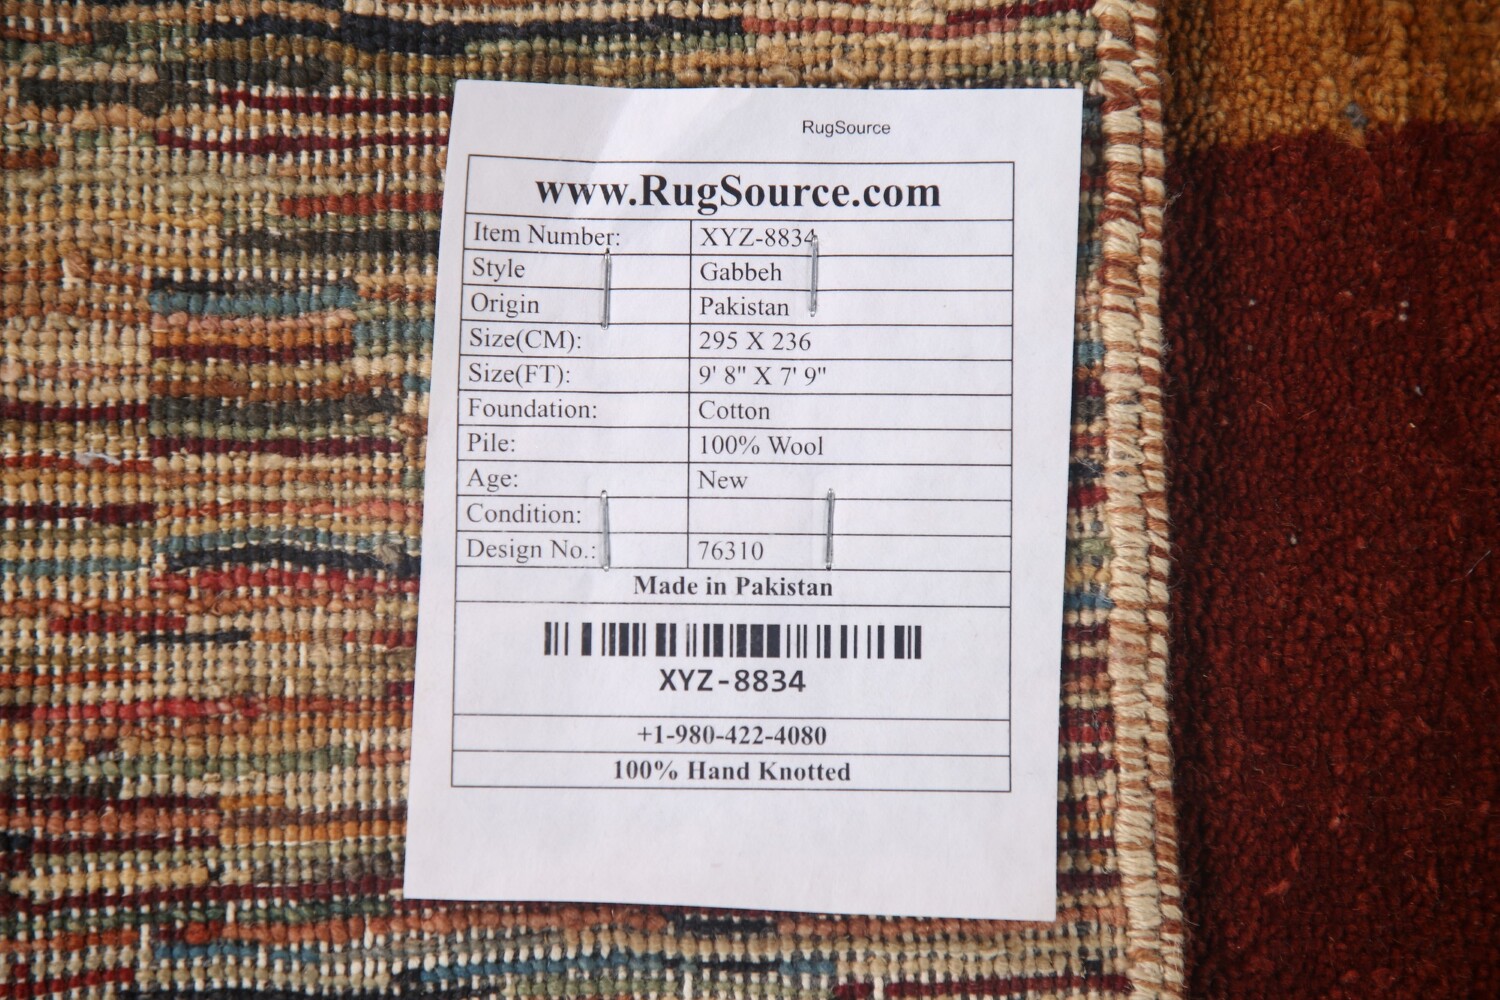 RugSource
www.RugSource.com
Item Number: XYZ-8834
Style Gabbeh
Origin Pakistan
Size(CM): 295 X 236
Size(FT): 9' 8" X 7' 9"
Foundation: Cotton
Pile: 100% Wool
Age: New
Condition:
Design No.: 76310
Made in Pakistan
XYZ-8834
+1-980-422-4080
100% Hand Knotted